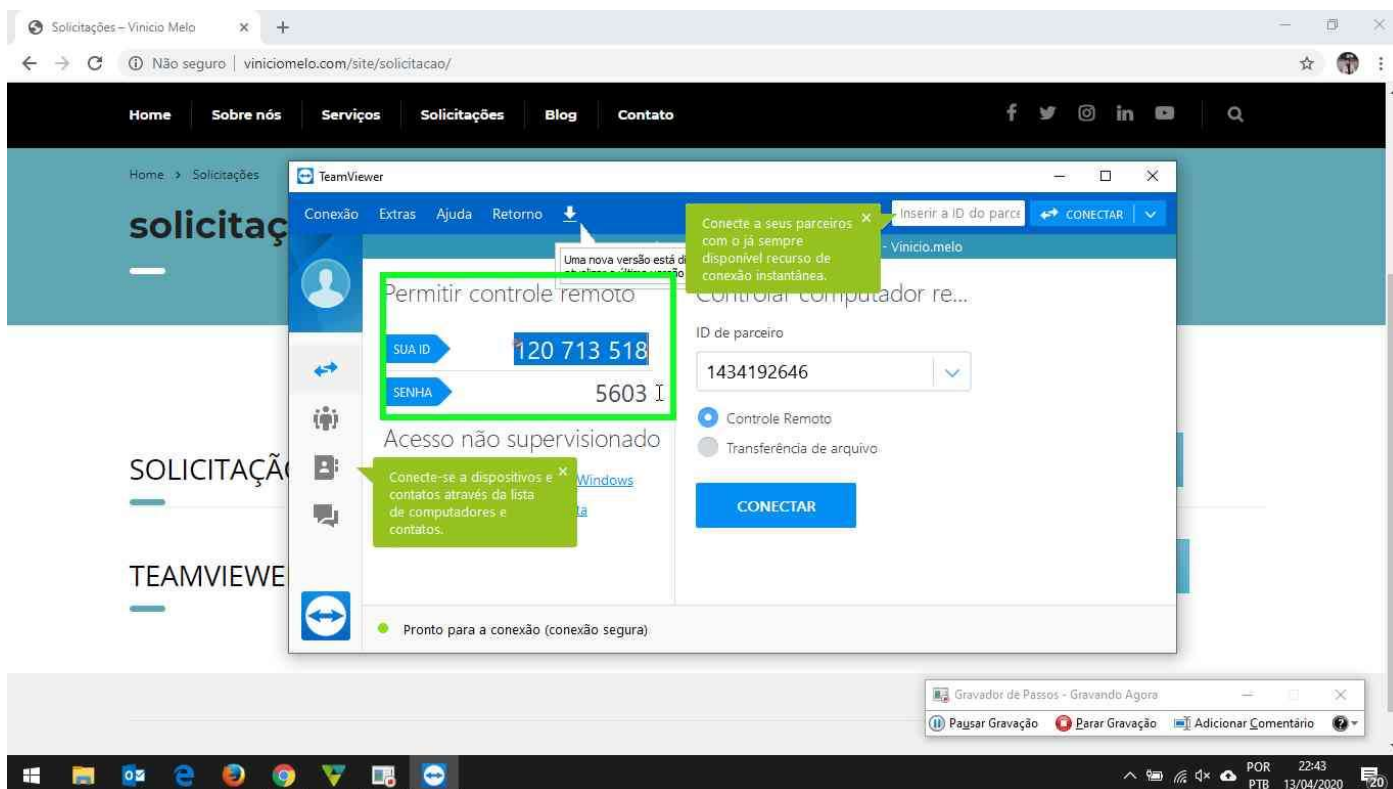 Solicitações – Vinicio Melo
Não seguro | viniciomelo.com/site/solicitacao/
Home Sobre nós Serviços Solicitações Blog Contato
Home > Solicitações
solicitaç
TeamViewer
Conexão Extras Ajuda Retorno
Inserir a ID do parce
CONECTAR
- Vinicio.melo
Uma nova versão está di
Conecte a seus parceiros
com o já sempre
disponível recurso de
conexão instantânea.
Permitir controle remoto
SUA ID 120 713 518
SENHA 5603
Acesso não supervisionado
Windows
Conecte-se a dispositivos e
contatos através da lista
de computadores e
contatos.
Controlar computador re...
ID de parceiro
1434192646
Controle Remoto
Transferência de arquivo
CONECTAR
Pronto para a conexão (conexão segura)
SOLICITAÇÃ
TEAMVIEWE
Gravador de Passos - Gravando Agora
Pausar Gravação Parar Gravação Adicionar Comentário
POR
PTB
22:43
13/04/2020
20